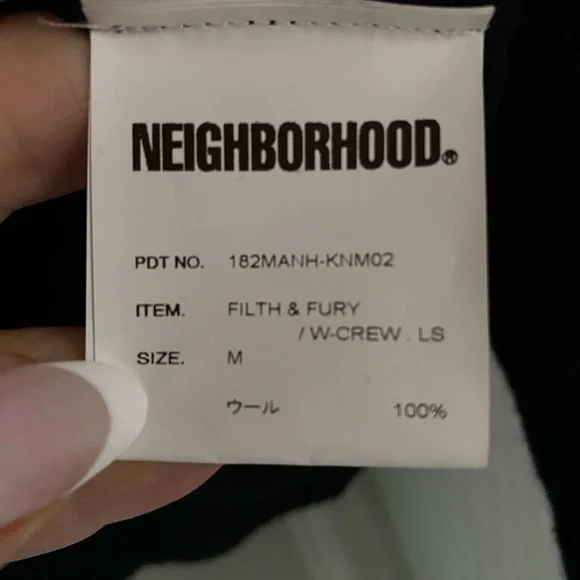 NEIGHBORHOOD.®
PDT NO. 182MANH-KNM02
ITEM. FILTH & FURY
/ W-CREW . LS
SIZE. M
ウール 100%